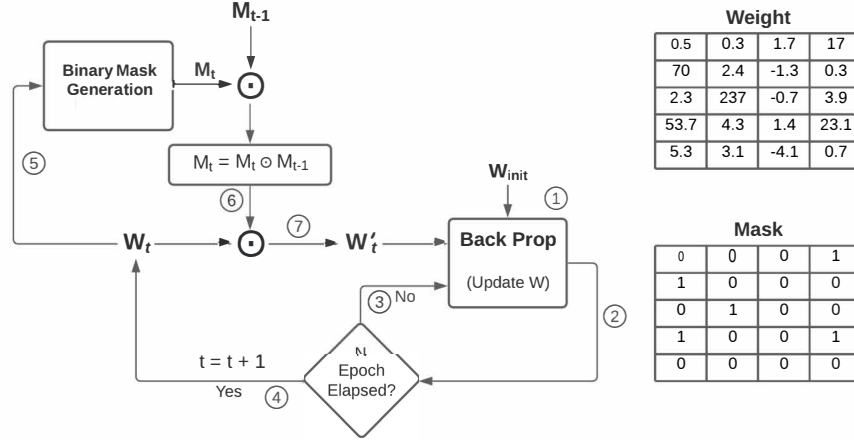 M_{t-1}
Binary Mask
Generation
M_t
M_t = M_t ⊙ M_{t-1}
⑤
⑥
⑦
W_t
W'_t
W_init
①
Back Prop
(Update W)
②
③ No
N
Epoch
Elapsed?
t = t + 1
Yes ④
Weight
0.5 0.3 1.7 17
70 2.4 -1.3 0.3
2.3 237 -0.7 3.9
53.7 4.3 1.4 23.1
5.3 3.1 -4.1 0.7
Mask
0 0 0 1
1 0 0 0
0 1 0 0
1 0 0 1
0 0 0 0